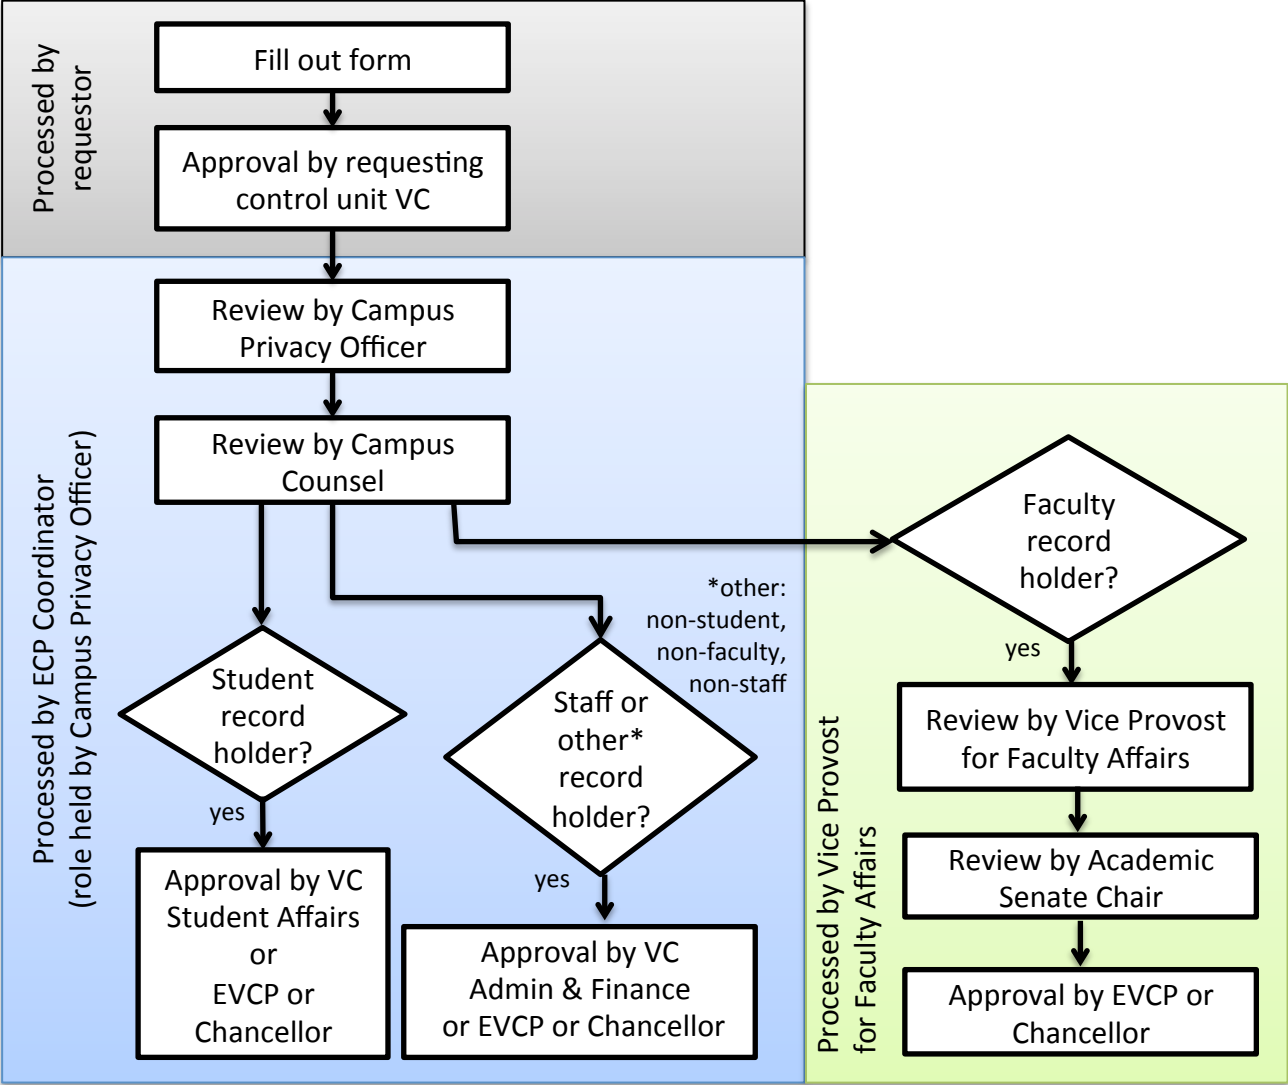 Processed by
requestor
Fill out form
Approval by requesting
control unit VC
Processed by ECP Coordinator
(role held by Campus Privacy Officer)
Review by Campus
Privacy Officer
Review by Campus
Counsel
*other:
non-student,
non-faculty,
non-staff
Student
record
holder?
yes
Approval by VC
Student Affairs
or
EVCP or
Chancellor
Staff or
other*
record
holder?
yes
Approval by VC
Admin & Finance
or EVCP or Chancellor
Processed by Vice Provost
for Faculty Affairs
Faculty
record
holder?
yes
Review by Vice Provost
for Faculty Affairs
Review by Academic
Senate Chair
Approval by EVCP or
Chancellor